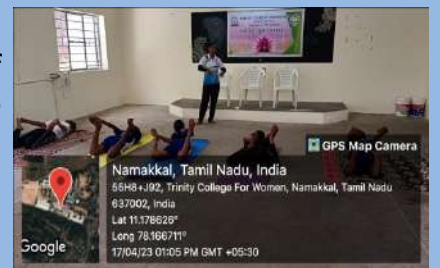 GPS Map Camera
Namakkal, Tamil Nadu, India
55H8+J92, Trinity College For Women, Namakkal, Tamil Nadu
637002, India
Lat 11.178626°
Long 78.166711°
17/04/23 01:05 PM GMT +05:30
Google